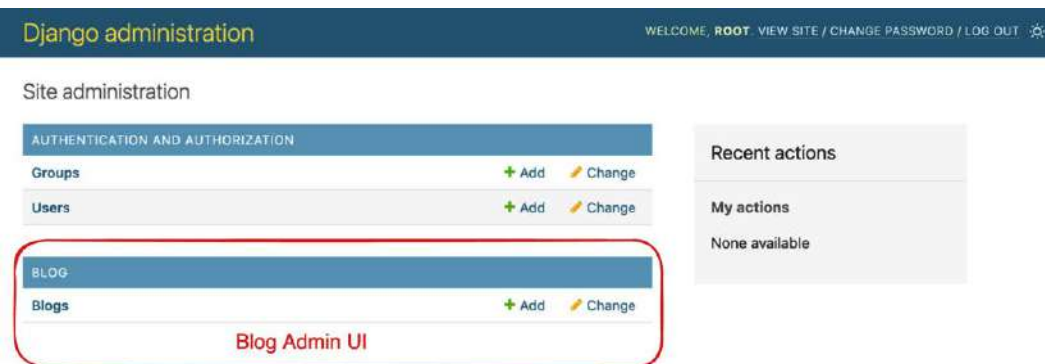 Django administration
WELCOME, ROOT. VIEW SITE / CHANGE PASSWORD / LOG OUT
Site administration
AUTHENTICATION AND AUTHORIZATION
Groups + Add Change
Users + Add Change
BLOG
Blogs + Add Change
Blog Admin UI
Recent actions
My actions
None available